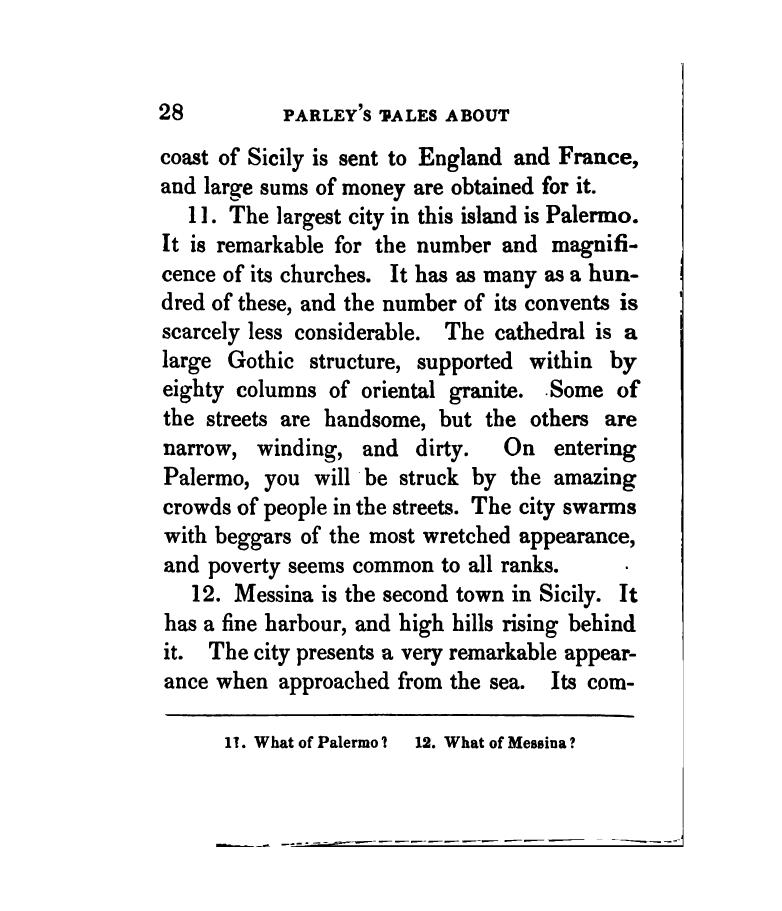 28 PARLEY'S TALES ABOUT
coast of Sicily is sent to England and France,
and large sums of money are obtained for it.
11. The largest city in this island is Palermo.
It is remarkable for the number and magnifi-
cence of its churches. It has as many as a hun-
dred of these, and the number of its convents is
scarcely less considerable. The cathedral is a
large Gothic structure, supported within by
eighty columns of oriental granite. Some of
the streets are handsome, but the others are
narrow, winding, and dirty. On entering
Palermo, you will be struck by the amazing
crowds of people in the streets. The city swarms
with beggars of the most wretched appearance,
and poverty seems common to all ranks.
12. Messina is the second town in Sicily. It
has a fine harbour, and high hills rising behind
it. The city presents a very remarkable appear-
ance when approached from the sea. Its com-
11. What of Palermo? 12. What of Messina?